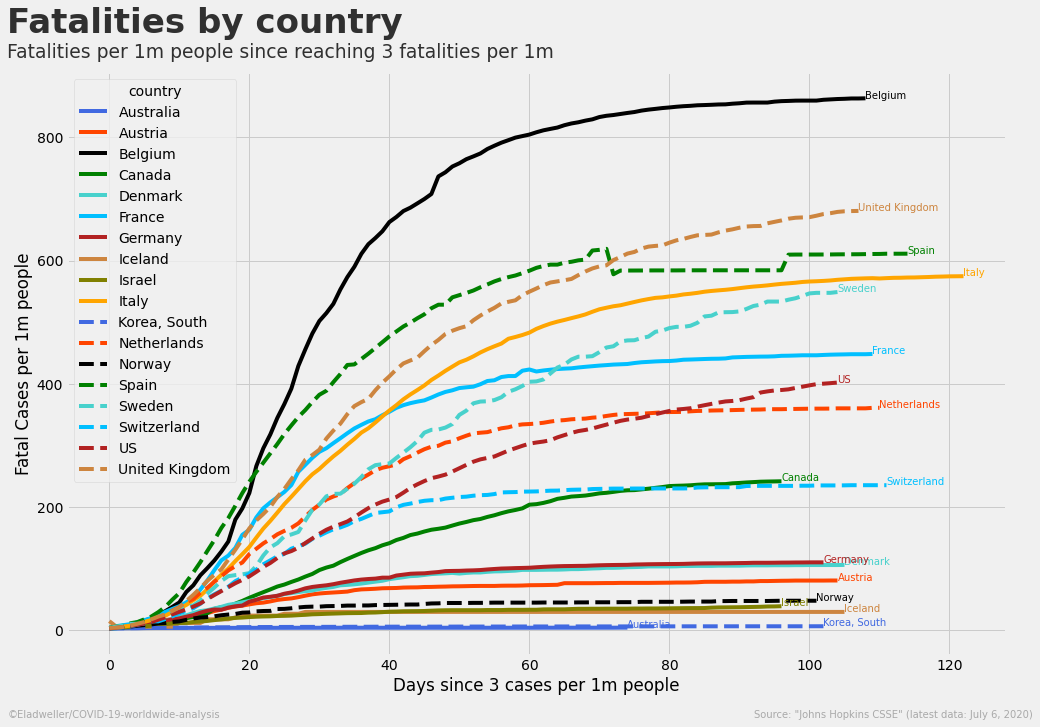 Fatalities by country
Fatalities per 1m people since reaching 3 fatalities per 1m
country
Australia
Austria
Belgium
Canada
Denmark
France
Germany
Iceland
Israel
Italy
Korea, South
Netherlands
Norway
Spain
Sweden
Switzerland
US
United Kingdom
Fatal Cases per 1m people
800
600
400
200
0
Belgium
United Kingdom
Spain
Italy
Sweden
France
US
Netherlands
Canada
Switzerland
Germany
Denmark
Austria
Norway
Israel
Iceland
Korea, South
Australia
0 20 40 60 80 100 120
Days since 3 cases per 1m people
©Eladweller/COVID-19-worldwide-analysis
Source: "Johns Hopkins CSSE" (latest data: July 6, 2020)